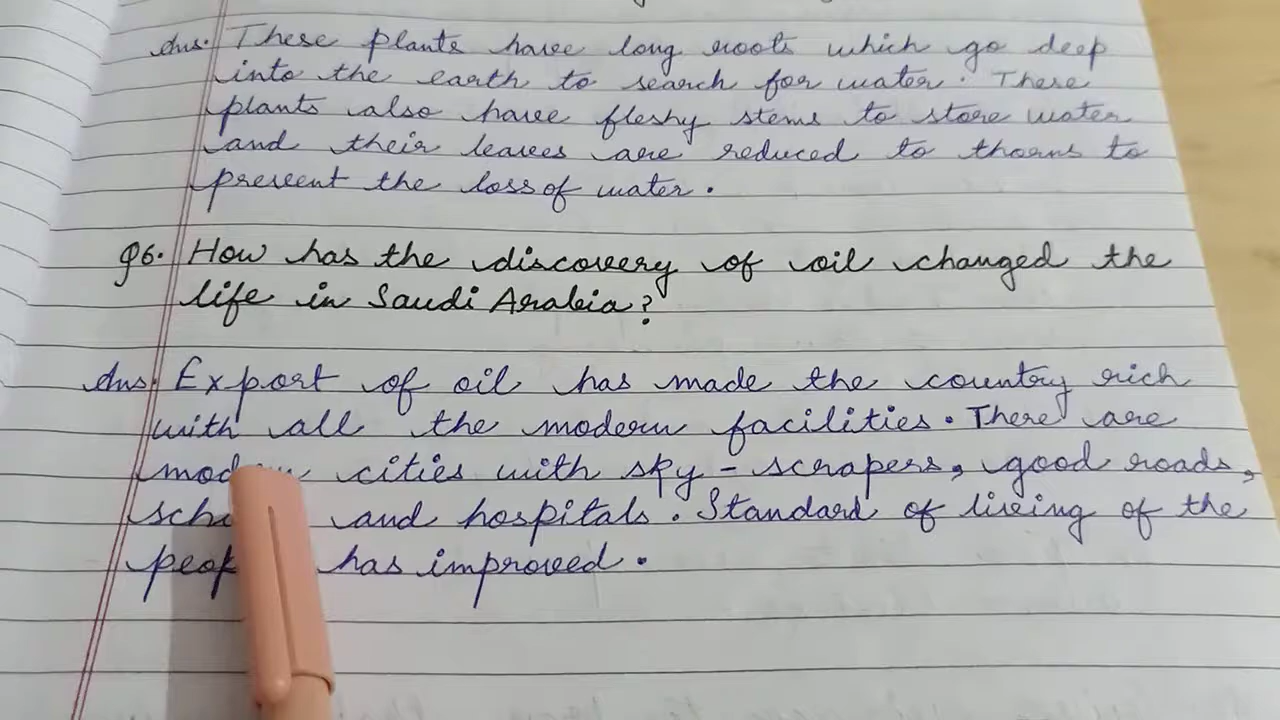 Ans. These plants have long roots which go deep
into the earth to search for water. These
plants also have fleshy stems to store water
and their leaves are reduced to thorns to
prevent the loss of water.
Q6. How has the discovery of oil changed the
life in Saudi Arabia?
Ans. Export of oil has made the country rich
with all the modern facilities. There are
cities with sky-scrapers, good roads,
and hospitals. Standard of living of the
has improved.